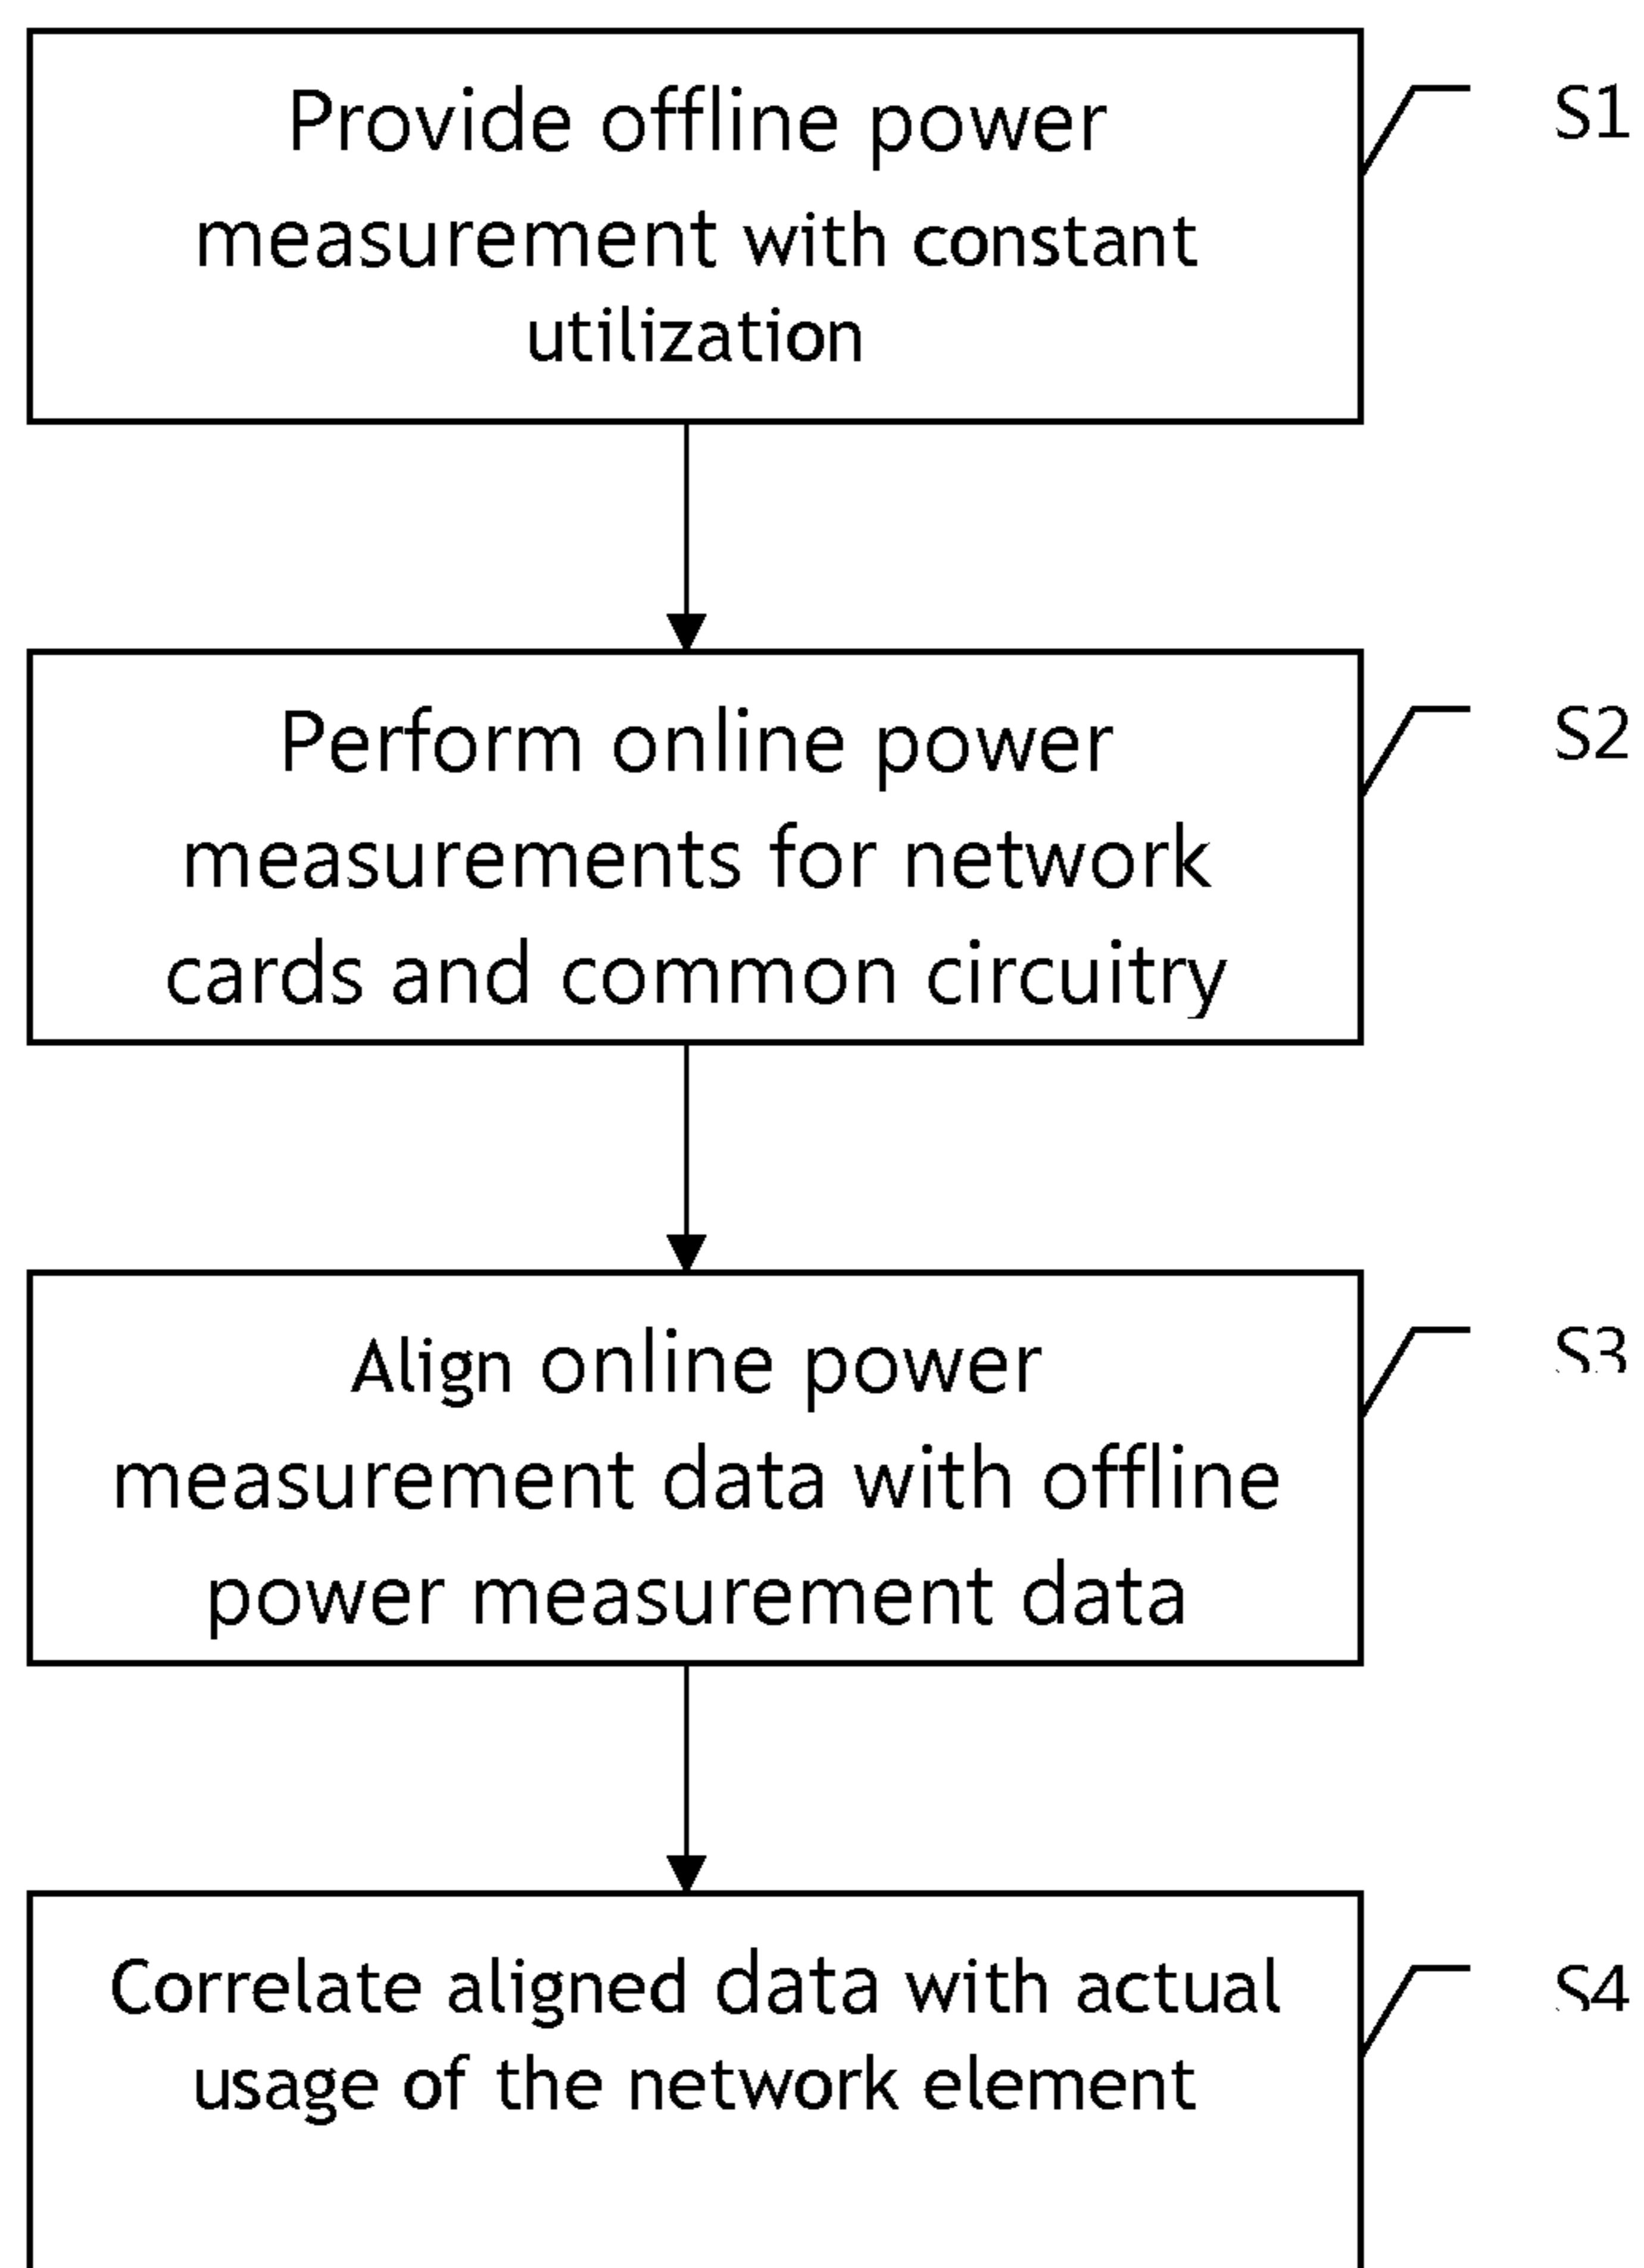 Provide offline power
measurement with constant
utilization
S1
Perform online power
measurements for network
cards and common circuitry
S2
Align online power
measurement data with offline
power measurement data
S3
Correlate aligned data with actual
usage of the network element
S4